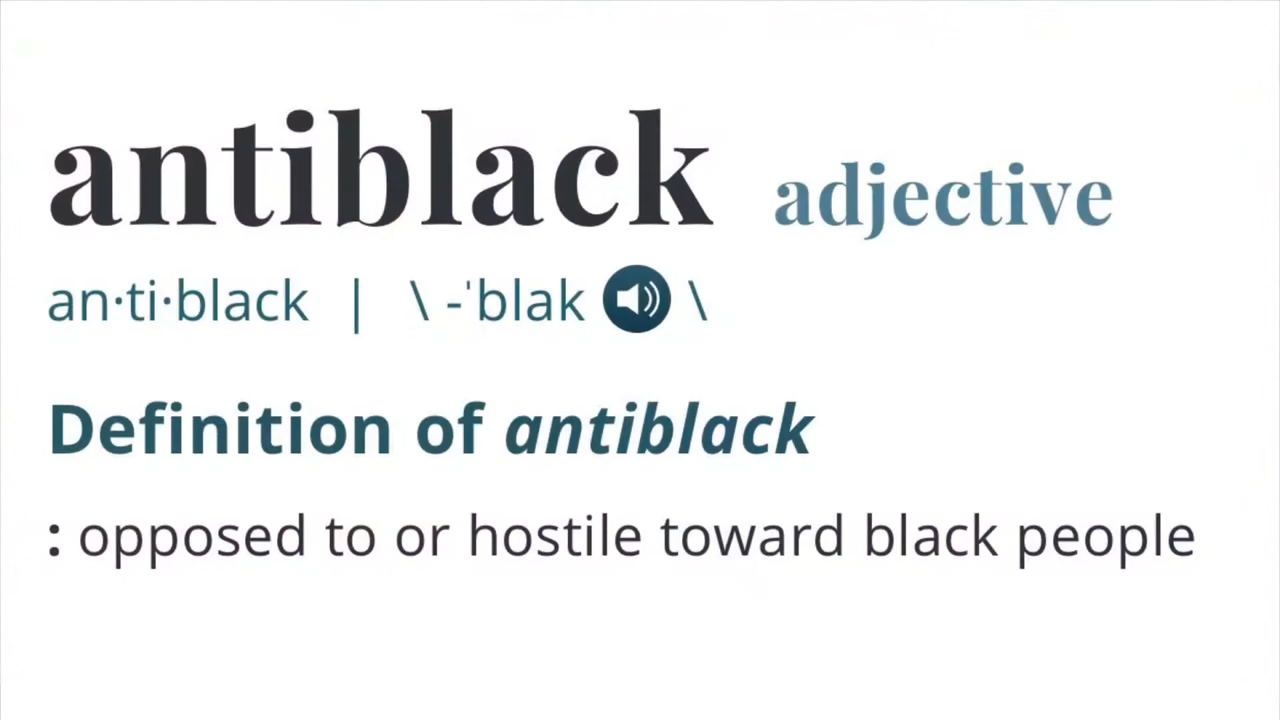 antiblack adjective
an·ti·black | \ -ˈblak \
Definition of antiblack
: opposed to or hostile toward black people